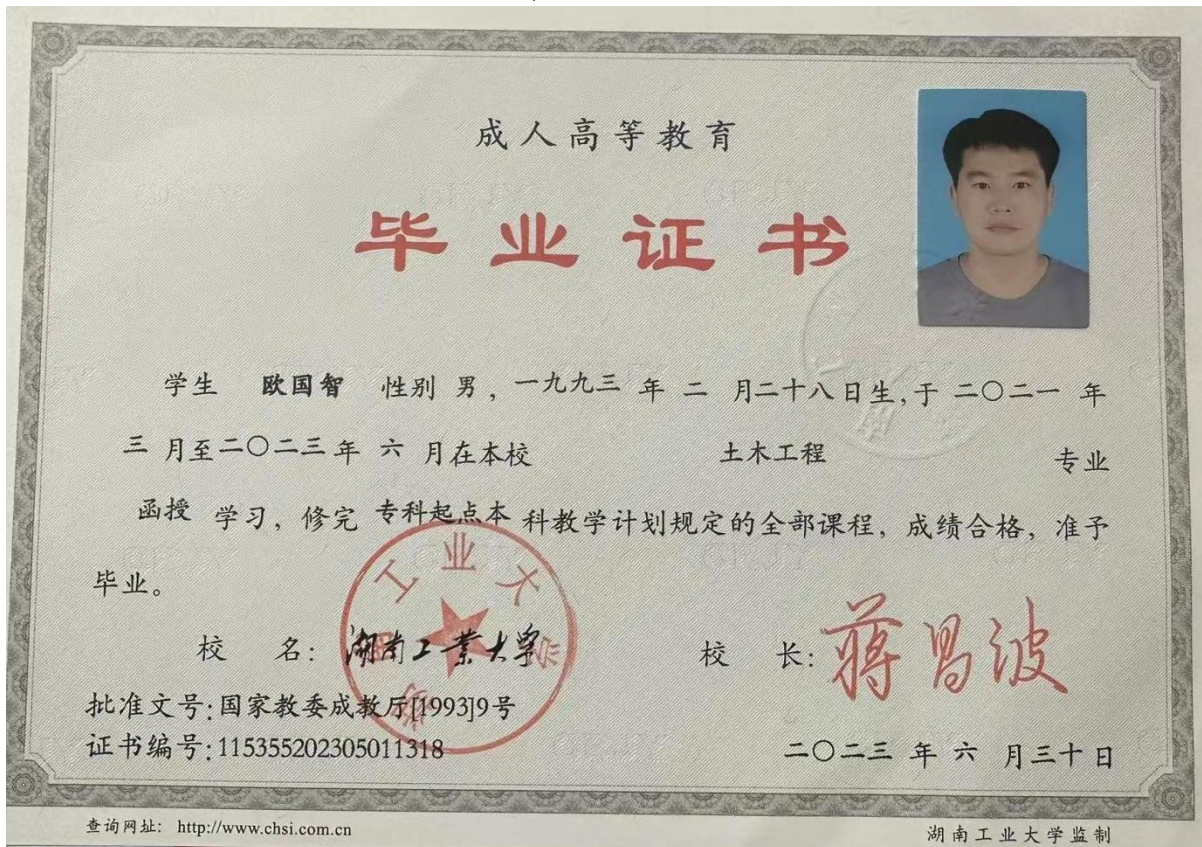 成人高等教育
毕业证书
学生 欧国智 性别 男，一九九三 年 二 月二十八日生，于 二〇二一 年
三 月至二〇二三年 六 月在本校 土木工程 专业
函授 学习，修完 专科起点本 科教学计划规定的全部课程，成绩合格，准予
毕业。
校 名：湖南工業大学 校 长：蒋昌波
批准文号：国家教委成教厅[1993]9号
证书编号：115355202305011318
二〇二三 年 六 月三十日
查询网址： http://www.chsi.com.cn
湖南工业大学监制